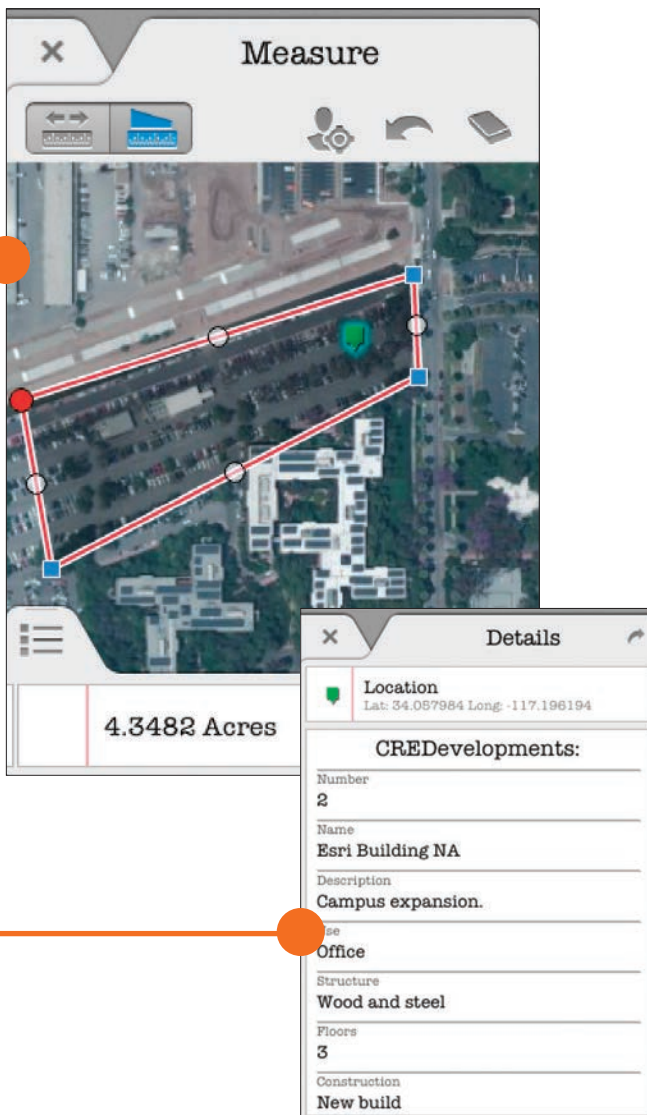 Measure
4.3482 Acres
Details
Location
Lat: 34.057984 Long: -117.196194
CREDevelopments:
Number
2
Name
Esri Building NA
Description
Campus expansion.
Use
Office
Structure
Wood and steel
Floors
3
Construction
New build